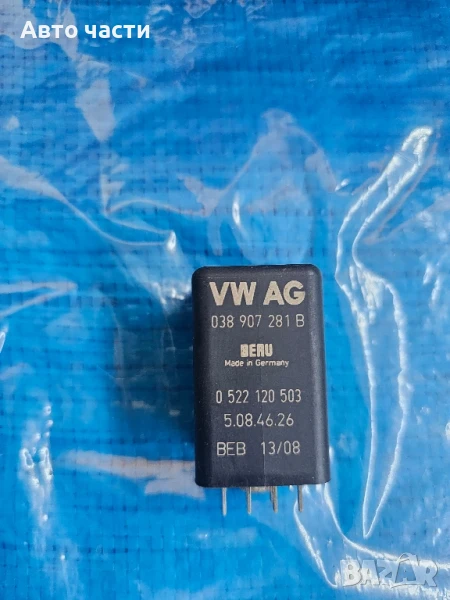 Авто части
VW AG
038 907 281 B
BERU
Made in Germany
0 522 120 503
5.08.46.26
BEB 13/08
BAZAR